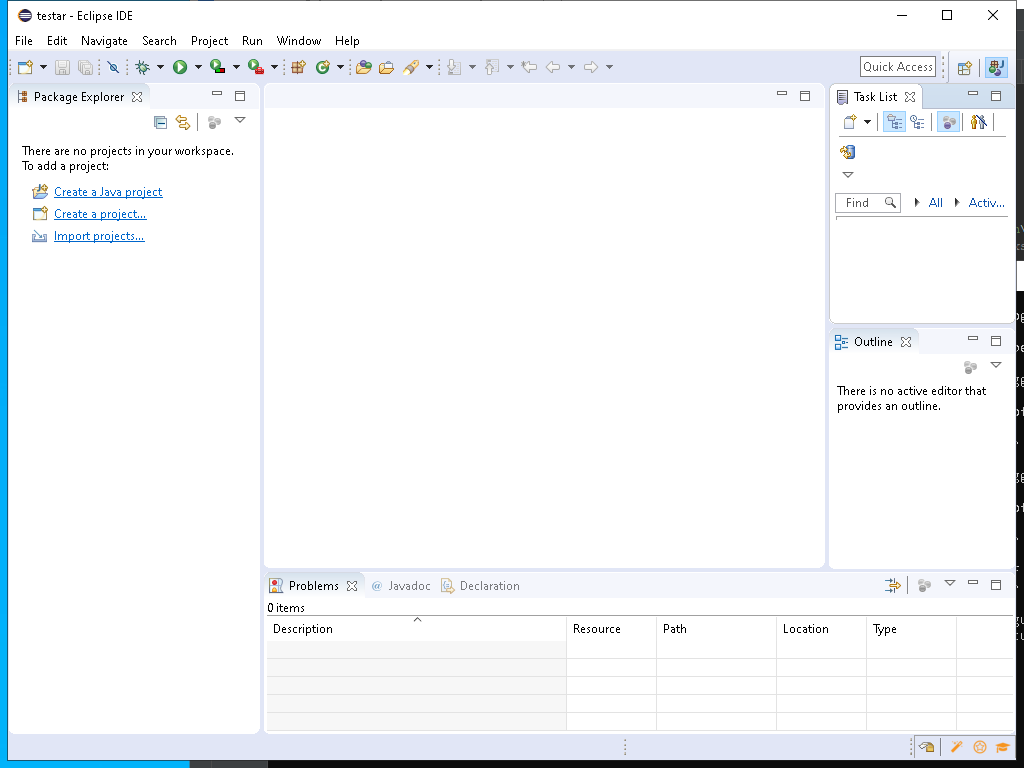 testar - Eclipse IDE
File Edit Navigate Search Project Run Window Help
Quick Access
Package Explorer
There are no projects in your workspace.
To add a project:
Create a Java project
Create a project...
Import projects...
Task List
Find All Activ...
Outline
There is no active editor that
provides an outline.
Problems @ Javadoc Declaration
0 items
Description Resource Path Location Type